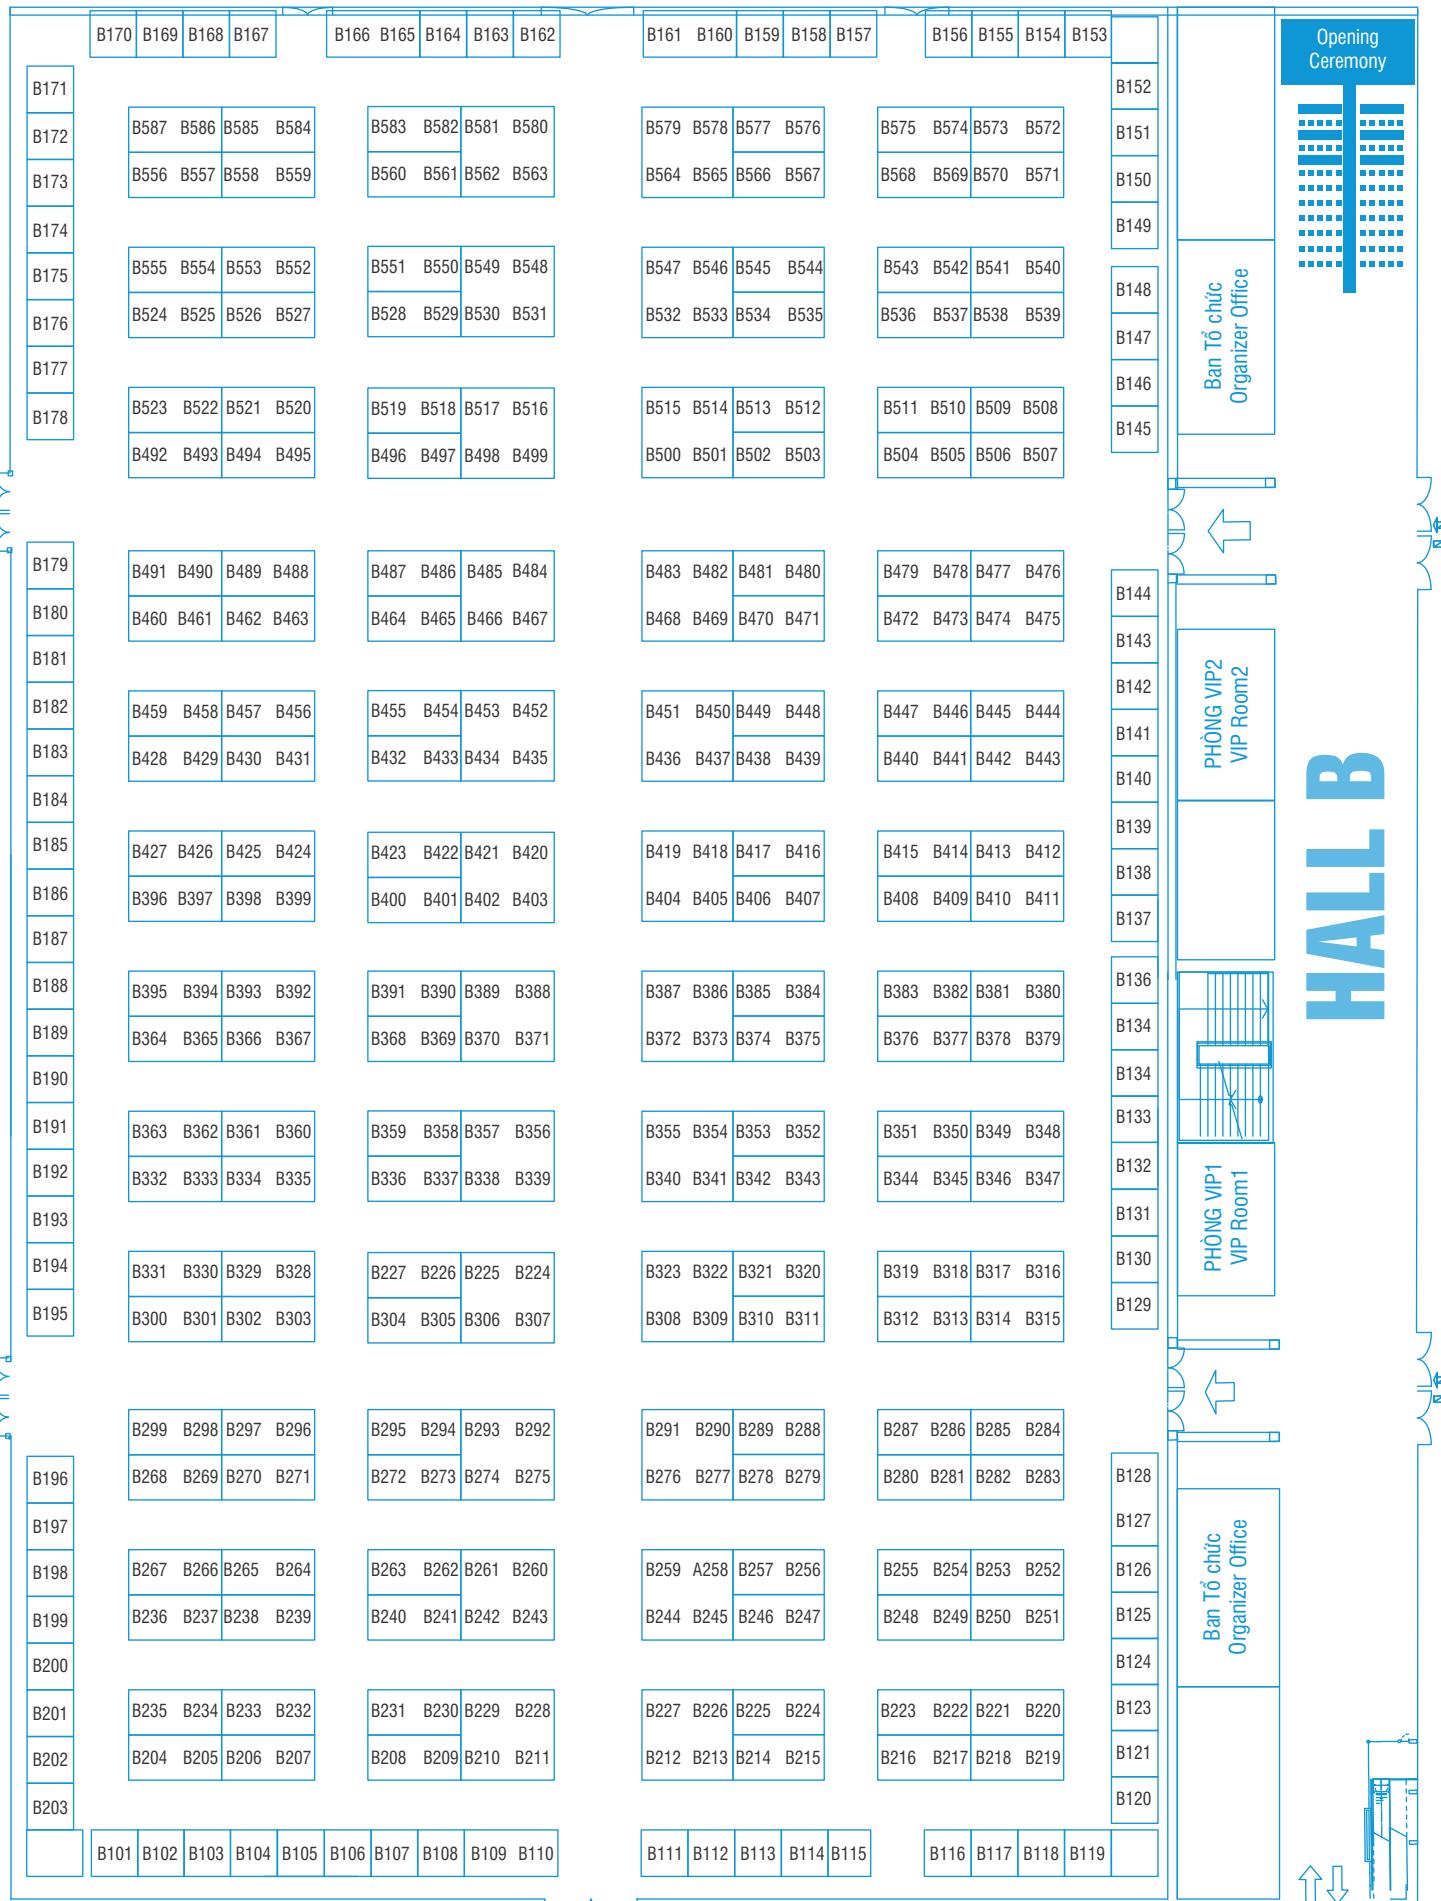 B170 B169 B168 B167 B166 B165 B164 B163 B162 B161 B160 B159 B158 B157 B156 B155 B154 B153
Opening
Ceremony
B171
B172
B173
B174
B175
B176
B177
B178
B179
B180
B181
B182
B183
B184
B185
B186
B187
B188
B189
B190
B191
B192
B193
B194
B195
B196
B197
B198
B199
B200
B201
B202
B203
B587 B586 B585 B584 B583 B582 B581 B580 B579 B578 B577 B576 B575 B574 B573 B572
B556 B557 B558 B559 B560 B561 B562 B563 B564 B565 B566 B567 B568 B569 B570 B571
B555 B554 B553 B552 B551 B550 B549 B548 B547 B546 B545 B544 B543 B542 B541 B540
B524 B525 B526 B527 B528 B529 B530 B531 B532 B533 B534 B535 B536 B537 B538 B539
B523 B522 B521 B520 B519 B518 B517 B516 B515 B514 B513 B512 B511 B510 B509 B508
B492 B493 B494 B495 B496 B497 B498 B499 B500 B501 B502 B503 B504 B505 B506 B507
B491 B490 B489 B488 B487 B486 B485 B484 B483 B482 B481 B480 B479 B478 B477 B476
B460 B461 B462 B463 B464 B465 B466 B467 B468 B469 B470 B471 B472 B473 B474 B475
B459 B458 B457 B456 B455 B454 B453 B452 B451 B450 B449 B448 B447 B446 B445 B444
B428 B429 B430 B431 B432 B433 B434 B435 B436 B437 B438 B439 B440 B441 B442 B443
B427 B426 B425 B424 B423 B422 B421 B420 B419 B418 B417 B416 B415 B414 B413 B412
B396 B397 B398 B399 B400 B401 B402 B403 B404 B405 B406 B407 B408 B409 B410 B411
B395 B394 B393 B392 B391 B390 B389 B388 B387 B386 B385 B384 B383 B382 B381 B380
B364 B365 B366 B367 B368 B369 B370 B371 B372 B373 B374 B375 B376 B377 B378 B379
B363 B362 B361 B360 B359 B358 B357 B356 B355 B354 B353 B352 B351 B350 B349 B348
B332 B333 B334 B335 B336 B337 B338 B339 B340 B341 B342 B343 B344 B345 B346 B347
B331 B330 B329 B328 B227 B226 B225 B224 B323 B322 B321 B320 B319 B318 B317 B316
B300 B301 B302 B303 B304 B305 B306 B307 B308 B309 B310 B311 B312 B313 B314 B315
B299 B298 B297 B296 B295 B294 B293 B292 B291 B290 B289 B288 B287 B286 B285 B284
B268 B269 B270 B271 B272 B273 B274 B275 B276 B277 B278 B279 B280 B281 B282 B283
B267 B266 B265 B264 B263 B262 B261 B260 B259 A258 B257 B256 B255 B254 B253 B252
B236 B237 B238 B239 B240 B241 B242 B243 B244 B245 B246 B247 B248 B249 B250 B251
B235 B234 B233 B232 B231 B230 B229 B228 B227 B226 B225 B224 B223 B222 B221 B220
B204 B205 B206 B207 B208 B209 B210 B211 B212 B213 B214 B215 B216 B217 B218 B219
B152
B151
B150
B149
B148
B147
B146
B145
B144
B143
B142
B141
B140
B139
B138
B137
B136
B134
B134
B133
B132
B131
B130
B129
B128
B127
B126
B125
B124
B123
B121
B120
Ban Tổ chức
Organizer Office
PHÒNG VIP2
VIP Room2
HALL B
PHÒNG VIP1
VIP Room1
Ban Tổ chức
Organizer Office
B101 B102 B103 B104 B105 B106 B107 B108 B109 B110 B111 B112 B113 B114 B115 B116 B117 B118 B119